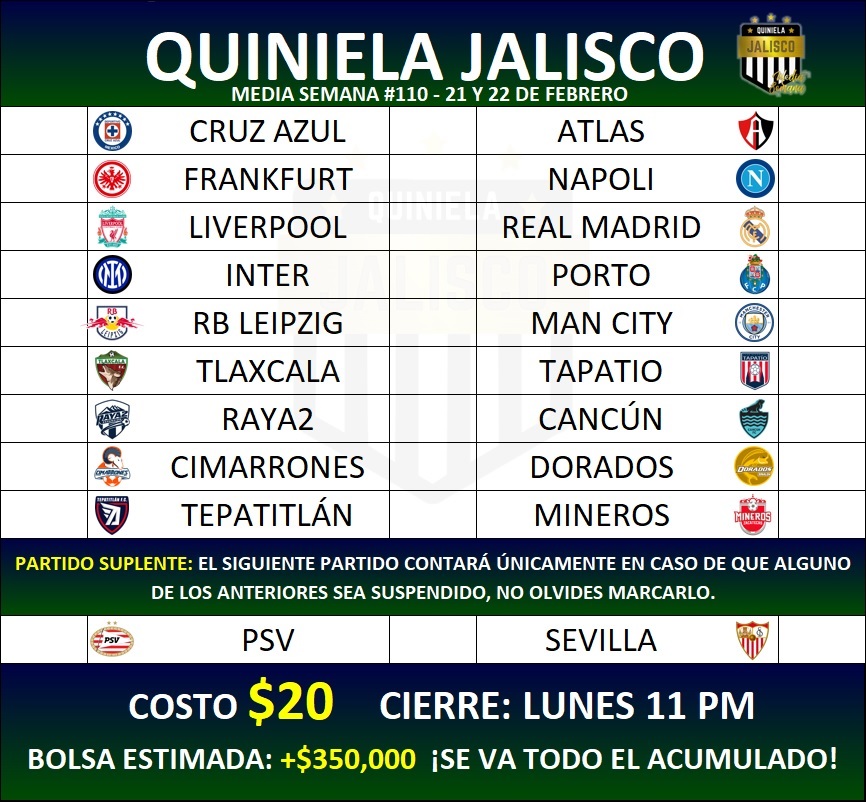 QUINIELA JALISCO
QUINIELA
JALISCO
Media
Semana
MEDIA SEMANA #110 - 21 Y 22 DE FEBRERO
CRUZ AZUL ATLAS
FRANKFURT NAPOLI
LIVERPOOL REAL MADRID
INTER PORTO
RB LEIPZIG MAN CITY
TLAXCALA TAPATIO
RAYA2 CANCÚN
CIMARRONES DORADOS
TEPATITLÁN MINEROS
QUINIELA
JALISCO
PARTIDO SUPLENTE: EL SIGUIENTE PARTIDO CONTARÁ ÚNICAMENTE EN CASO DE QUE ALGUNO
DE LOS ANTERIORES SEA SUSPENDIDO, NO OLVIDES MARCARLO.
PSV PSV SEVILLA
COSTO $20 CIERRE: LUNES 11 PM
BOLSA ESTIMADA: +$350,000 ¡SE VA TODO EL ACUMULADO!